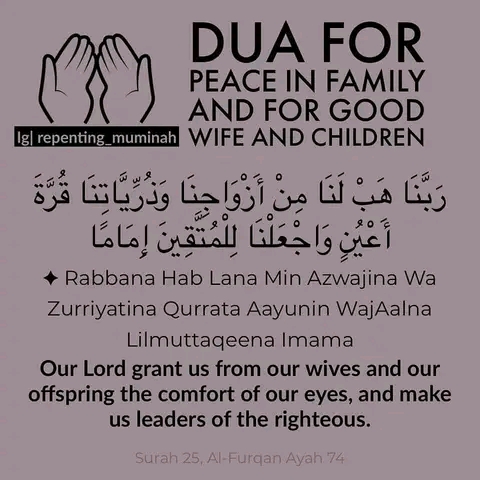 DUA FOR
PEACE IN FAMILY
AND FOR GOOD
WIFE AND CHILDREN
Ig| repenting_muminah
رَبَّنَا هَبْ لَنَا مِنْ أَزْوَاجِنَا وَذُرِّيَّاتِنَا قُرَّةَ
أَعْيُنٍ وَاجْعَلْنَا لِلْمُتَّقِينَ إِمَامًا
✦ Rabbana Hab Lana Min Azwajina Wa
Zurriyatina Qurrata Aayunin WajAalna
Lilmuttaqeena Imama
Our Lord grant us from our wives and our
offspring the comfort of our eyes, and make
us leaders of the righteous.
Surah 25, Al-Furqan Ayah 74